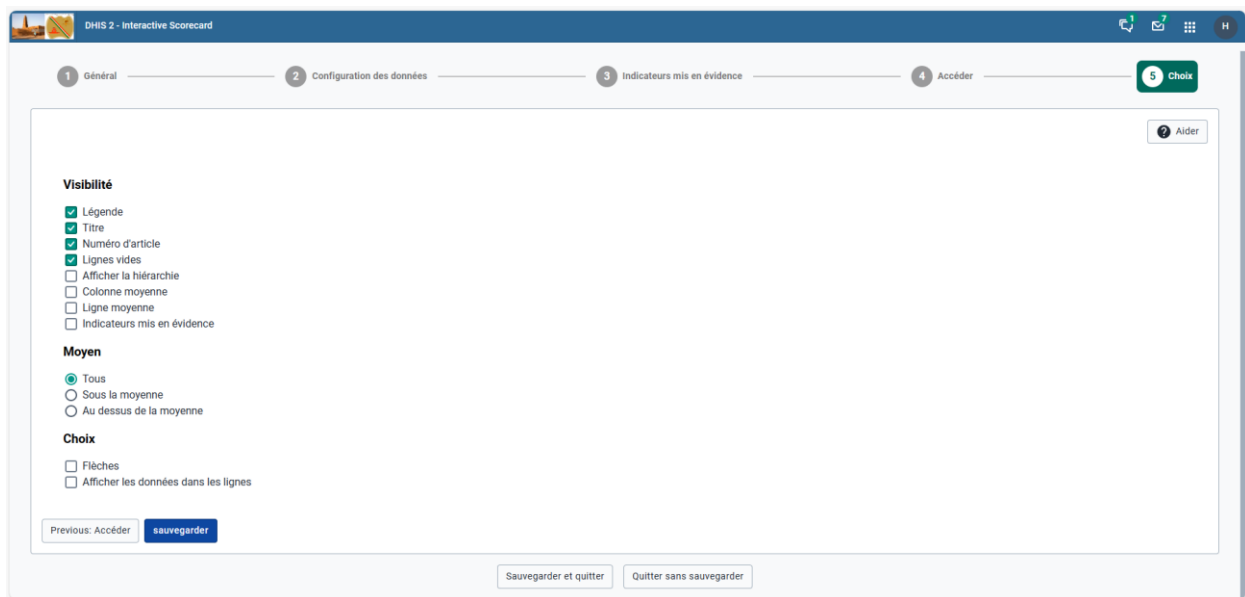 DHIS 2 - Interactive Scorecard
1
7
H
1 Général
2 Configuration des données
3 Indicateurs mis en évidence
4 Accéder
5 Choix
Aider
Visibilité
Légende
Titre
Numéro d'article
Lignes vides
Afficher la hiérarchie
Colonne moyenne
Ligne moyenne
Indicateurs mis en évidence
Moyen
Tous
Sous la moyenne
Au dessus de la moyenne
Choix
Flèches
Afficher les données dans les lignes
Previous: Accéder
sauvegarder
Sauvegarder et quitter
Quitter sans sauvegarder